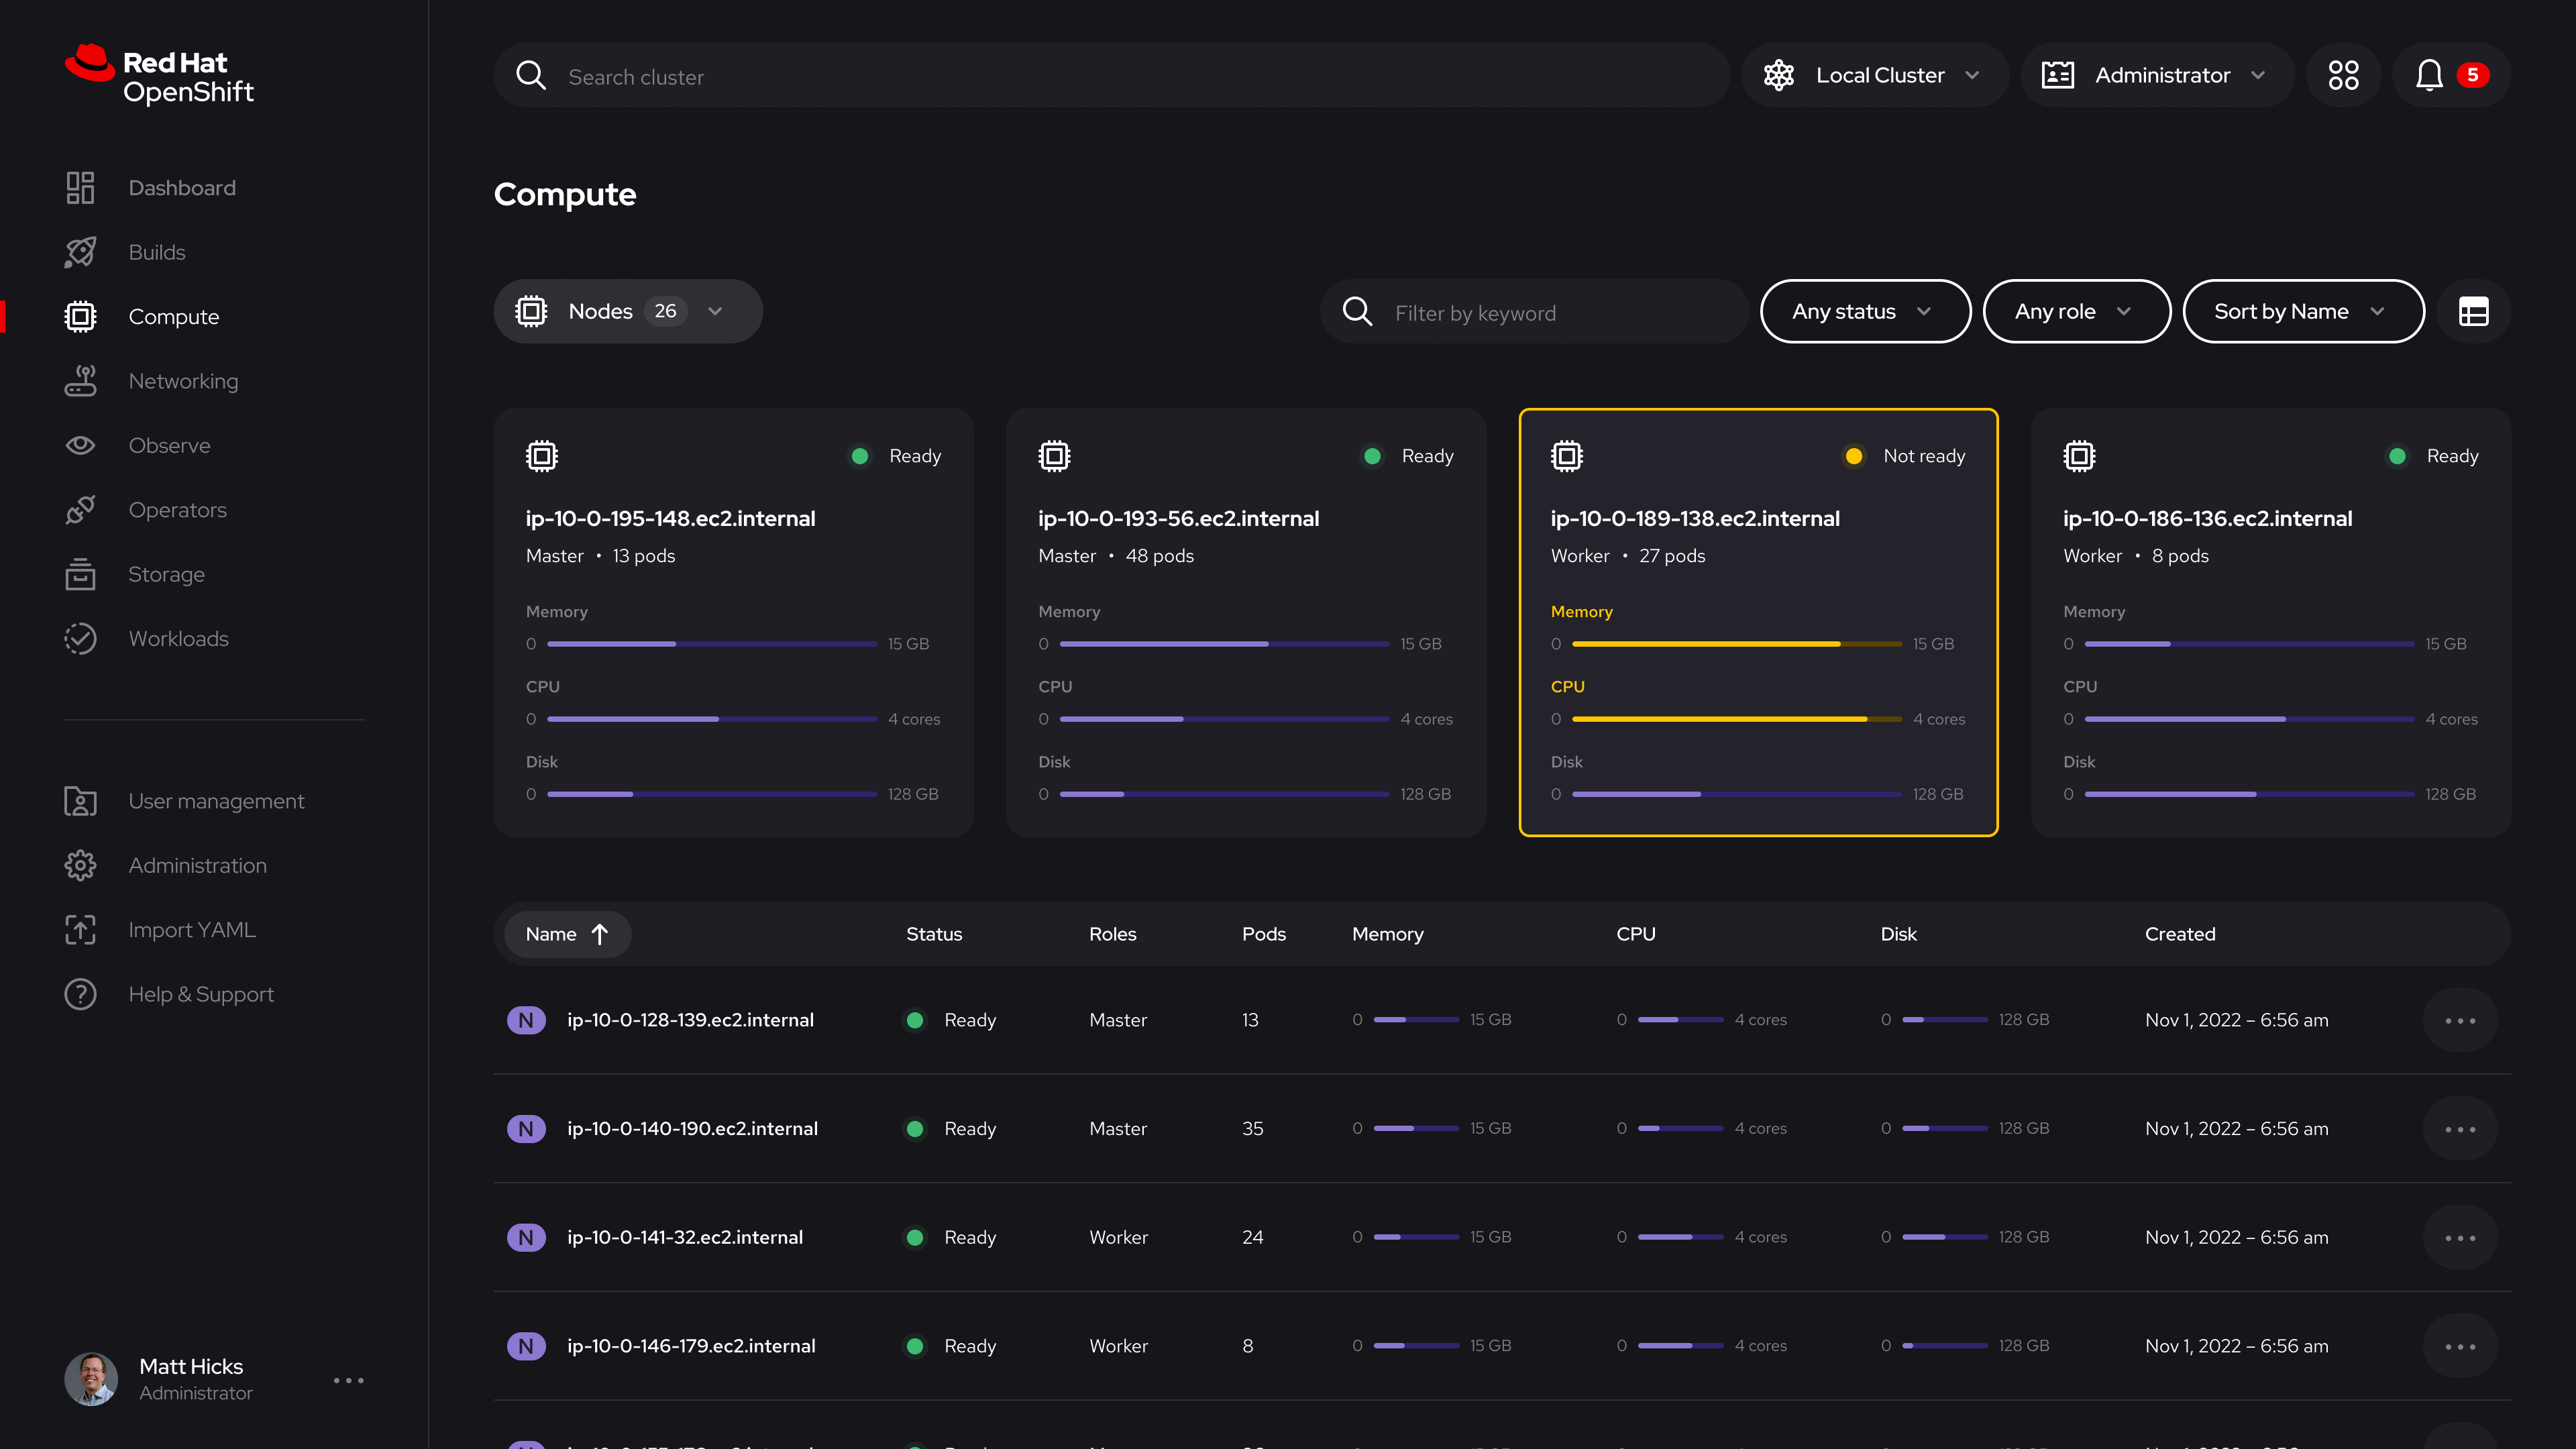 Red Hat
OpenShift
Dashboard
Builds
Compute
Networking
Observe
Operators
Storage
Workloads
User management
Administration
Import YAML
Help & Support
Matt Hicks
Administrator
Search cluster
Local Cluster
Administrator
5
Compute
Nodes 26
Filter by keyword
Any status
Any role
Sort by Name
Ready
ip-10-0-195-148.ec2.internal
Master • 13 pods
Memory
0 15 GB
CPU
0 4 cores
Disk
0 128 GB
Ready
ip-10-0-193-56.ec2.internal
Master • 48 pods
Memory
0 15 GB
CPU
0 4 cores
Disk
0 128 GB
Not ready
ip-10-0-189-138.ec2.internal
Worker • 27 pods
Memory
0 15 GB
CPU
0 4 cores
Disk
0 128 GB
Ready
ip-10-0-186-136.ec2.internal
Worker • 8 pods
Memory
0 15 GB
CPU
0 4 cores
Disk
0 128 GB
Name Status Roles Pods Memory CPU Disk Created
N ip-10-0-128-139.ec2.internal Ready Master 13 0 15 GB 0 4 cores 0 128 GB Nov 1, 2022 – 6:56 am
N ip-10-0-140-190.ec2.internal Ready Master 35 0 15 GB 0 4 cores 0 128 GB Nov 1, 2022 – 6:56 am
N ip-10-0-141-32.ec2.internal Ready Worker 24 0 15 GB 0 4 cores 0 128 GB Nov 1, 2022 – 6:56 am
N ip-10-0-146-179.ec2.internal Ready Worker 8 0 15 GB 0 4 cores 0 128 GB Nov 1, 2022 – 6:56 am